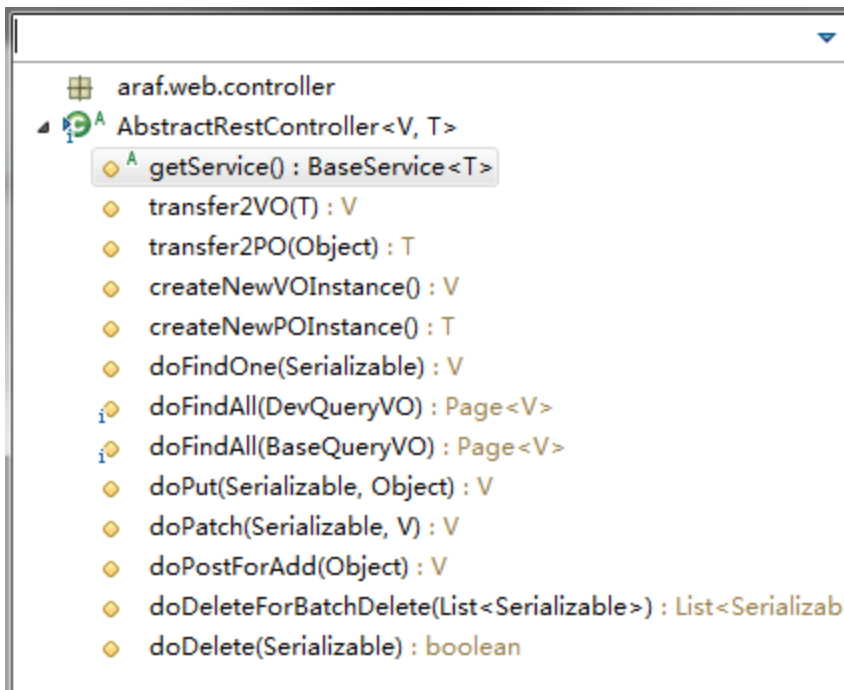 araf.web.controller
AbstractRestController<V, T>
getService() : BaseService<T>
transfer2VO(T) : V
transfer2PO(Object) : T
createNewVOInstance() : V
createNewPOInstance() : T
doFindOne(Serializable) : V
doFindAll(DevQueryVO) : Page<V>
doFindAll(BaseQueryVO) : Page<V>
doPut(Serializable, Object) : V
doPatch(Serializable, V) : V
doPostForAdd(Object) : V
doDeleteForBatchDelete(List<Serializable>) : List<Serializab
doDelete(Serializable) : boolean